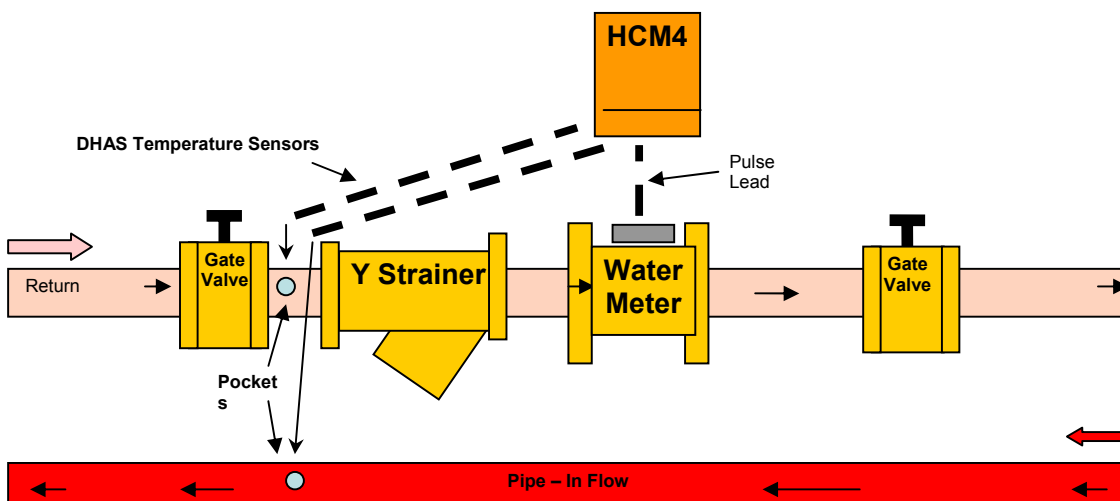 HCM4
DHAS Temperature Sensors
Pulse
Lead
Gate
Valve
Y Strainer
Water
Meter
Gate
Valve
Return
Pocket
s
Pipe – In Flow